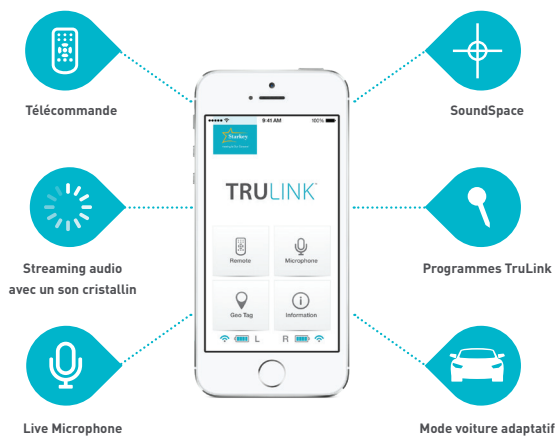 Télécommande
SoundSpace
Streaming audio
avec un son cristallin
Programmes TruLink
Live Microphone
Mode voiture adaptatif
9:41 AM
100%
Starkey
TRULINK
Remote
Microphone
Geo Tag
Information
L
R